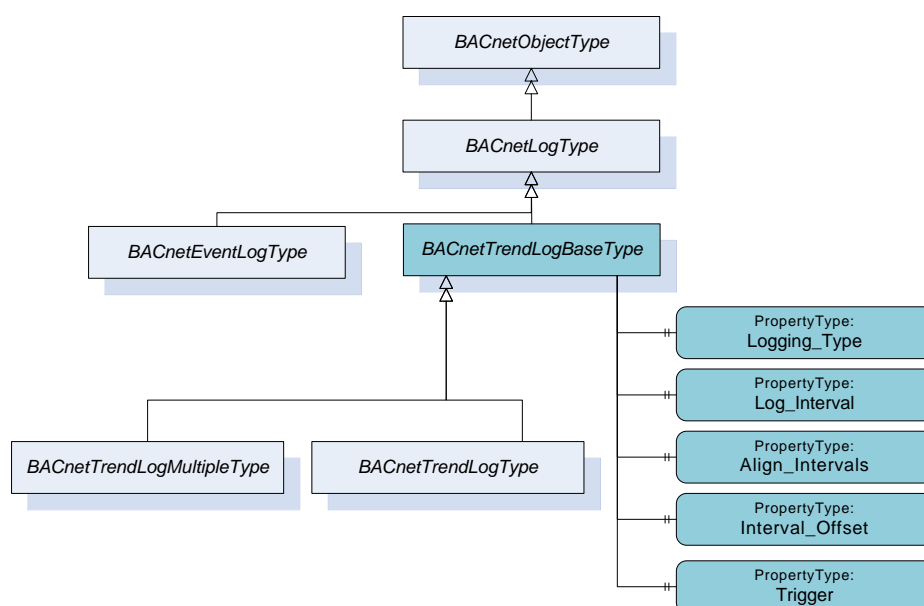 BACnetObjectType
BACnetLogType
BACnetEventLogType
BACnetTrendLogBaseType
PropertyType:
Logging_Type
PropertyType:
Log_Interval
PropertyType:
Align_Intervals
PropertyType:
Interval_Offset
PropertyType:
Trigger
BACnetTrendLogMultipleType
BACnetTrendLogType